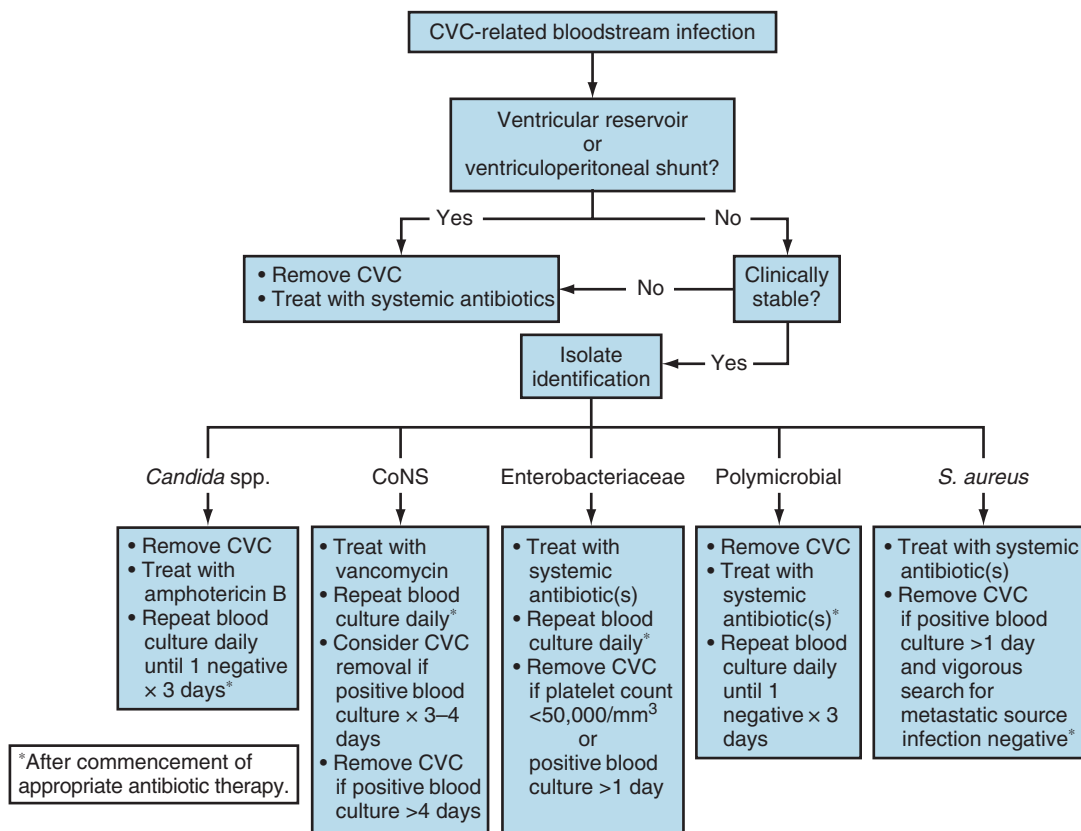 CVC-related bloodstream infection
Ventricular reservoir
or
ventriculoperitoneal shunt?
Yes
No
• Remove CVC
• Treat with systemic antibiotics
No
Clinically
stable?
Isolate
identification
Yes
Candida spp.
• Remove CVC
• Treat with
amphotericin B
• Repeat blood
culture daily
until 1 negative
× 3 days*
CoNS
• Treat with
vancomycin
• Repeat blood
culture daily*
• Consider CVC
removal if
positive blood
culture × 3–4
days
• Remove CVC
if positive blood
culture >4 days
Enterobacteriaceae
• Treat with
systemic
antibiotic(s)
• Repeat blood
culture daily*
• Remove CVC
if platelet count
<50,000/mm³
or
positive blood
culture >1 day
Polymicrobial
• Remove CVC
• Treat with
systemic
antibiotic(s)*
• Repeat blood
culture daily
until 1
negative × 3
days
S. aureus
• Treat with systemic
antibiotic(s)
• Remove CVC
if positive blood
culture >1 day
and vigorous
search for
metastatic source
infection negative*
*After commencement of
appropriate antibiotic therapy.